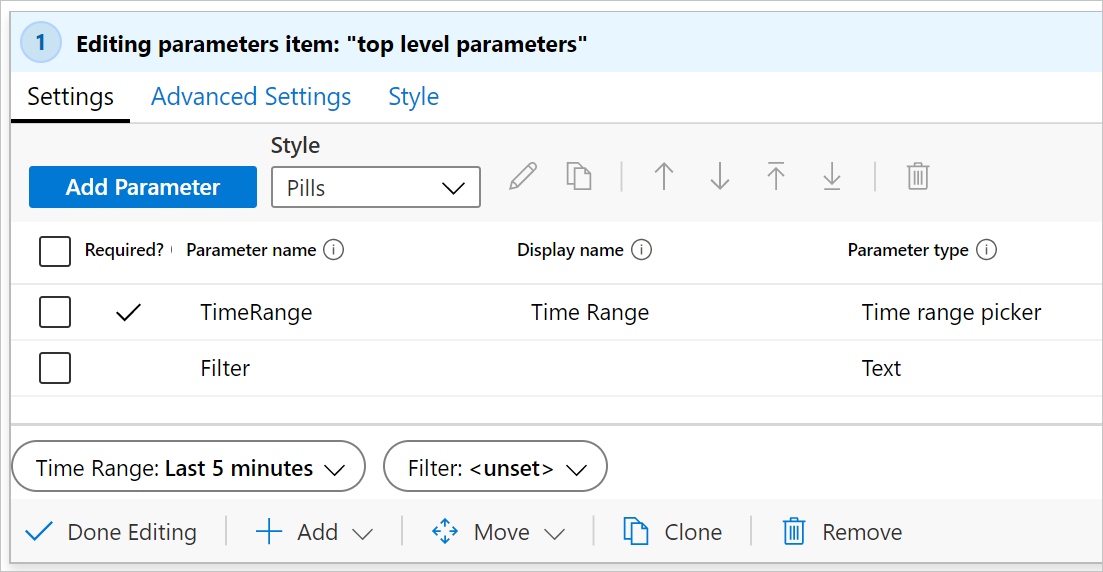 1 Editing parameters item: "top level parameters"
Settings Advanced Settings Style
Style
Add Parameter Pills
Required? Parameter name Display name Parameter type
TimeRange Time Range Time range picker
Filter Text
Time Range: Last 5 minutes Filter: <unset>
Done Editing Add Move Clone Remove